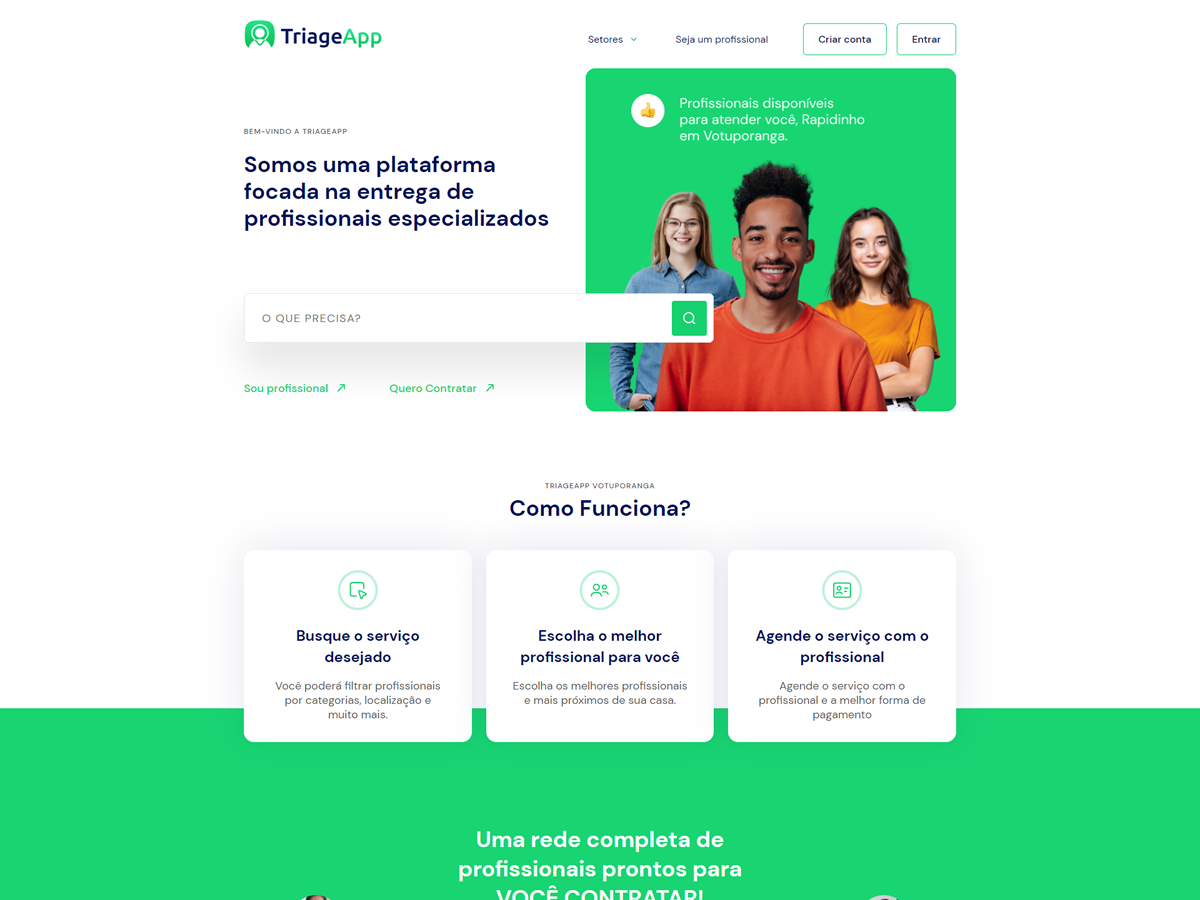 TriageApp
Setores
Seja um profissional
Criar conta
Entrar
BEM-VINDO A TRIAGEAPP
Somos uma plataforma
focada na entrega de
profissionais especializados
Profissionais disponíveis
para atender você, Rapidinho
em Votuporanga.
O QUE PRECISA?
Sou profissional
Quero Contratar
TRIAGEAPP VOTUPORANGA
Como Funciona?
Busque o serviço
desejado
Você poderá filtrar profissionais
por categorias, localização e
muito mais.
Escolha o melhor
profissional para você
Escolha os melhores profissionais
e mais próximos de sua casa.
Agende o serviço com o
profissional
Agende o serviço com o
profissional e a melhor forma de
pagamento
Uma rede completa de
profissionais prontos para
VOCÊ CONTRATAR!